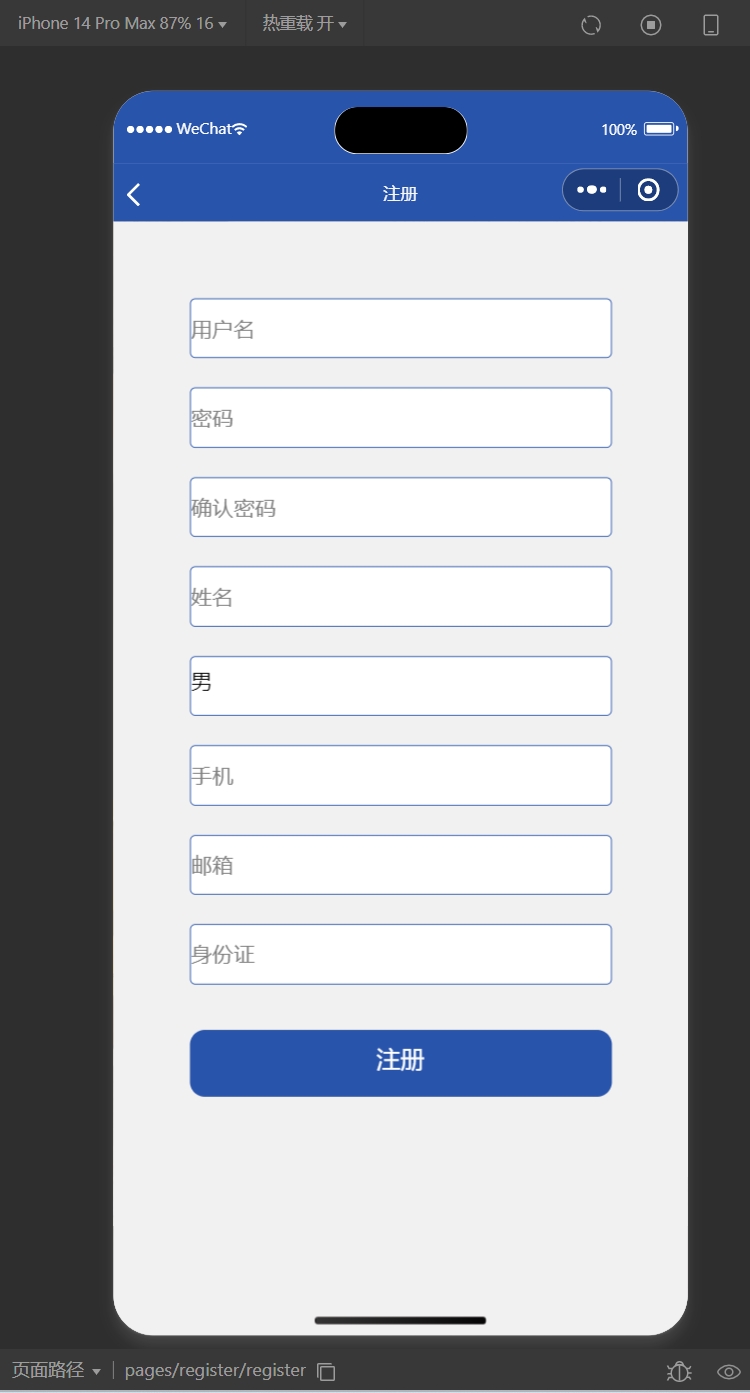 iPhone 14 Pro Max 87% 16 热重载 开
WeChat 100%
注册
用户名
密码
确认密码
姓名
男
手机
邮箱
身份证
注册
页面路径 pages/register/register